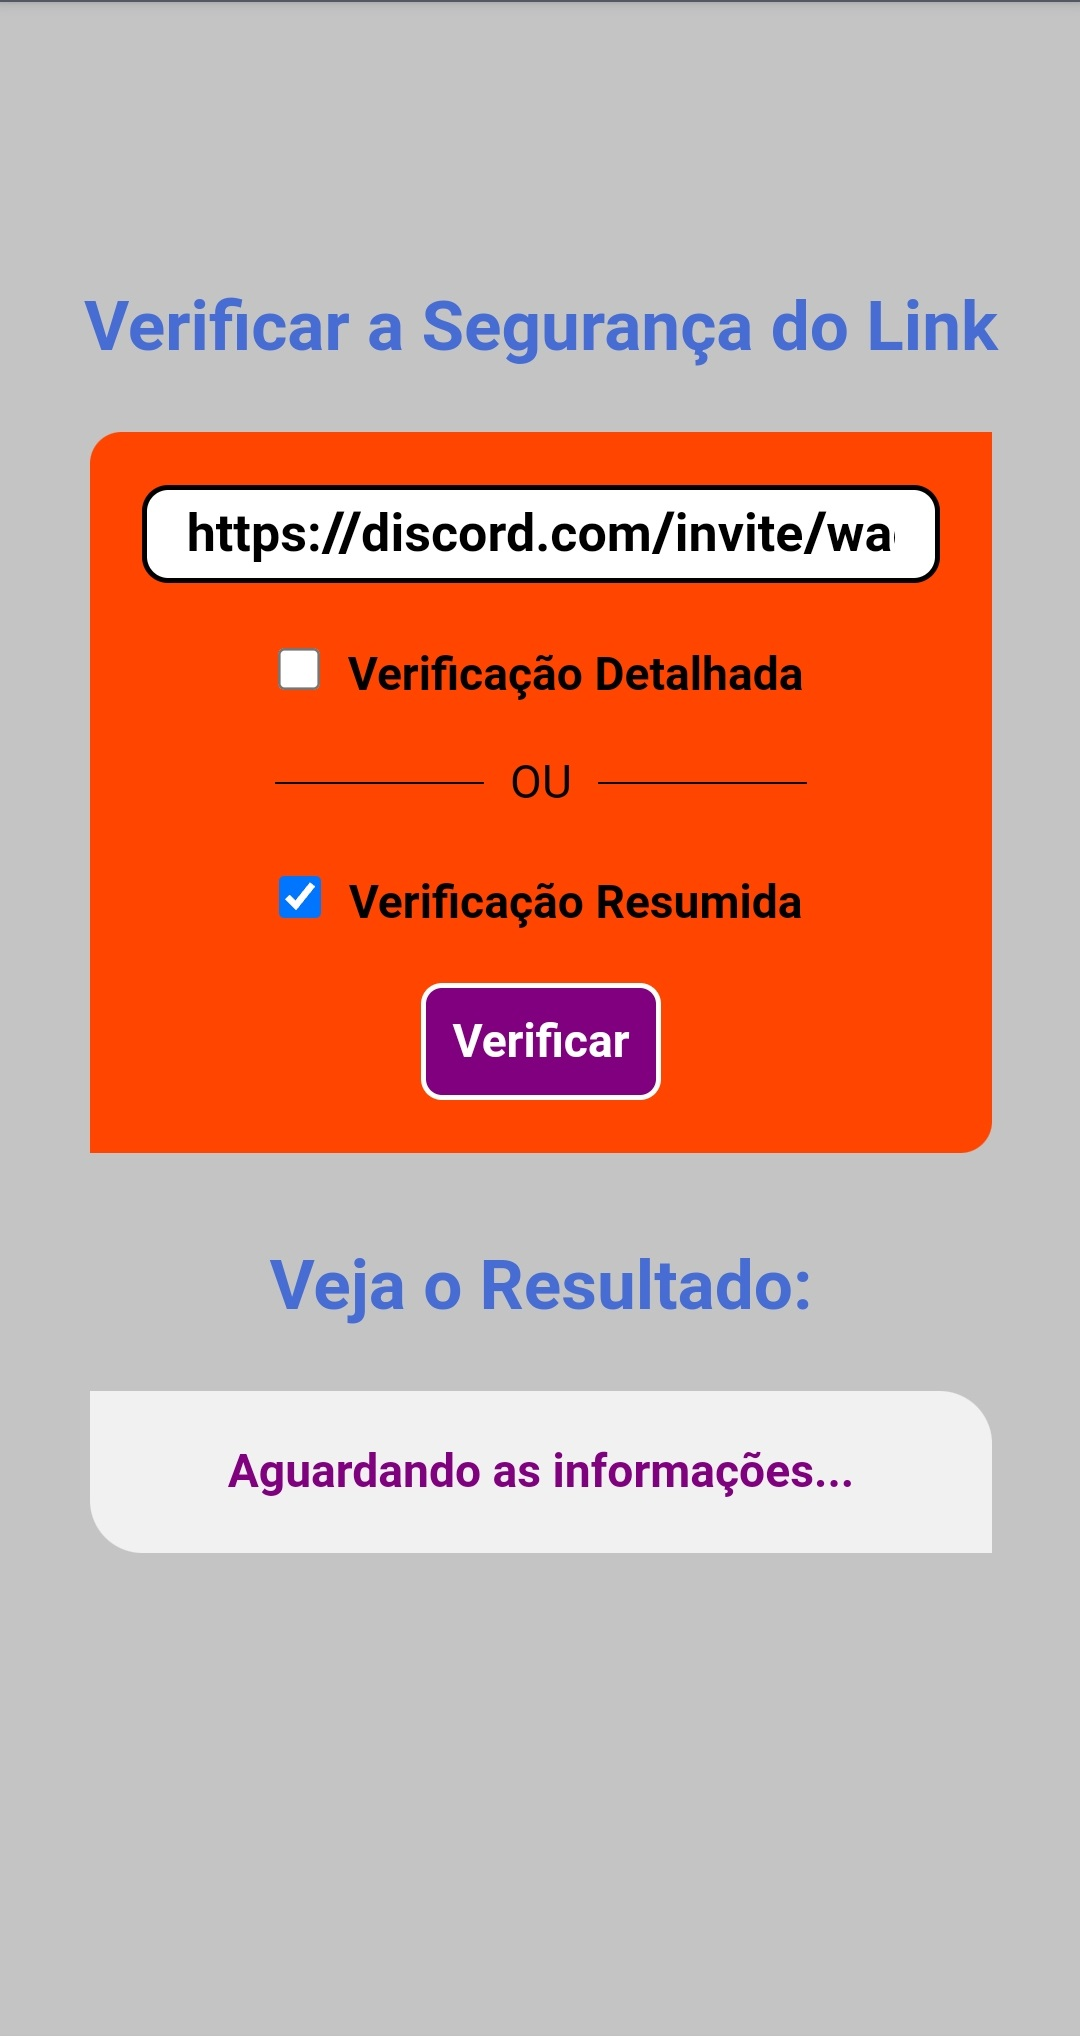 Verificar a Segurança do Link
https://discord.com/invite/wa
Verificação Detalhada
OU
Verificação Resumida
Verificar
Veja o Resultado:
Aguardando as informações...